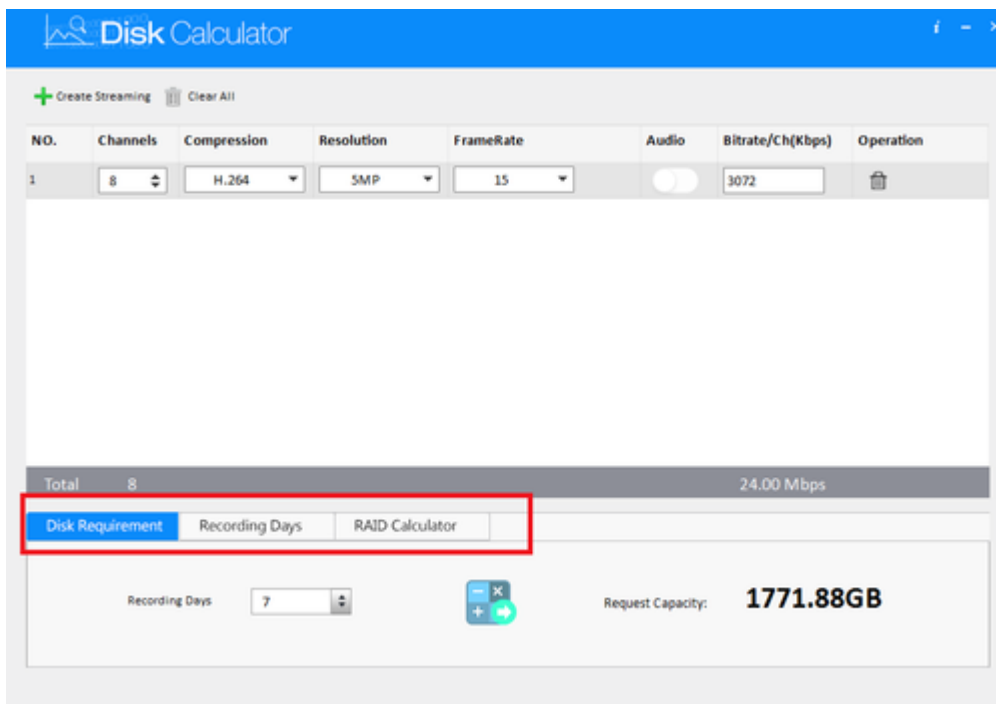 Disk Calculator
Create Streaming Clear All
NO. Channels Compression Resolution FrameRate Audio Bitrate/Ch(Kbps) Operation
1 8 H.264 5MP 15 3072
Total 8 24.00 Mbps
Disk Requirement Recording Days RAID Calculator
Recording Days 7 Request Capacity: 1771.88GB